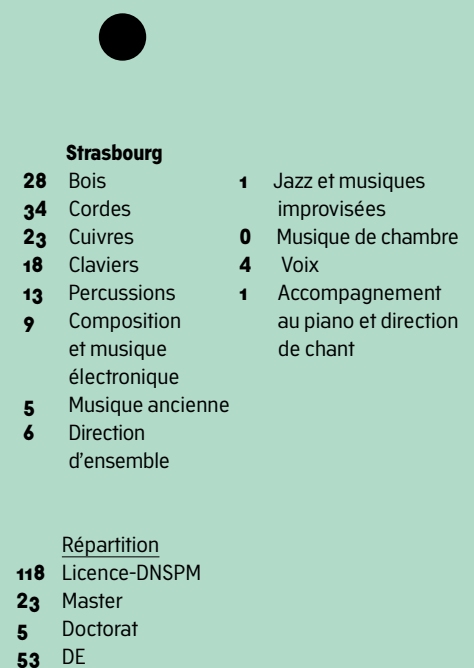 Strasbourg
28 Bois
34 Cordes
23 Cuivres
18 Claviers
13 Percussions
9 Composition
et musique
électronique
5 Musique ancienne
6 Direction
d'ensemble
1 Jazz et musiques
improvisées
0 Musique de chambre
4 Voix
1 Accompagnement
au piano et direction
de chant
Répartition
118 Licence-DNSPM
23 Master
5 Doctorat
53 DE